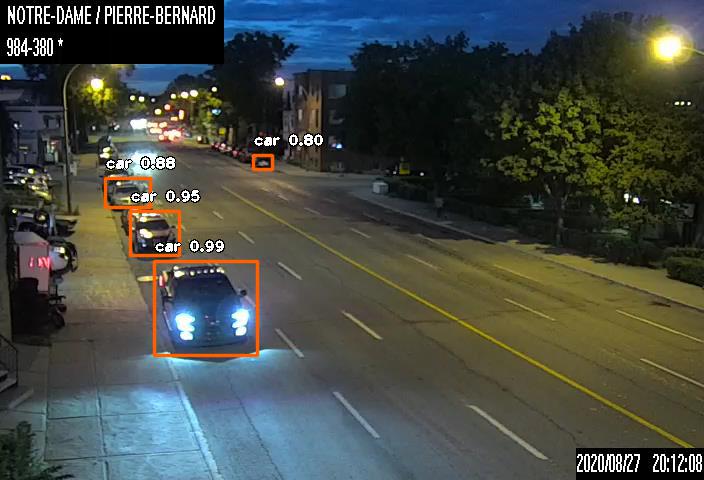 NOTRE-DAME / PIERRE-BERNARD
984-380 *
car 0.80
car 0.88
car 0.95
car 0.99
2020/08/27 20:12:08